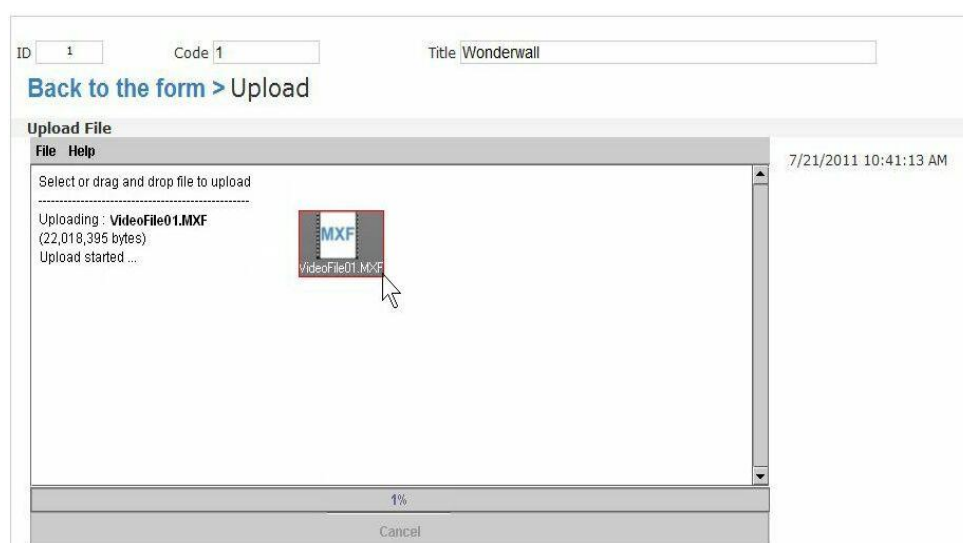 ID 1 Code 1 Title Wonderwall
Back to the form > Upload
Upload File
File Help
7/21/2011 10:41:13 AM
Select or drag and drop file to upload
--------------------------------------------------
Uploading : VideoFile01.MXF
(22,018,395 bytes)
Upload started ...
MXF
VideoFile01.MXF
1%
Cancel